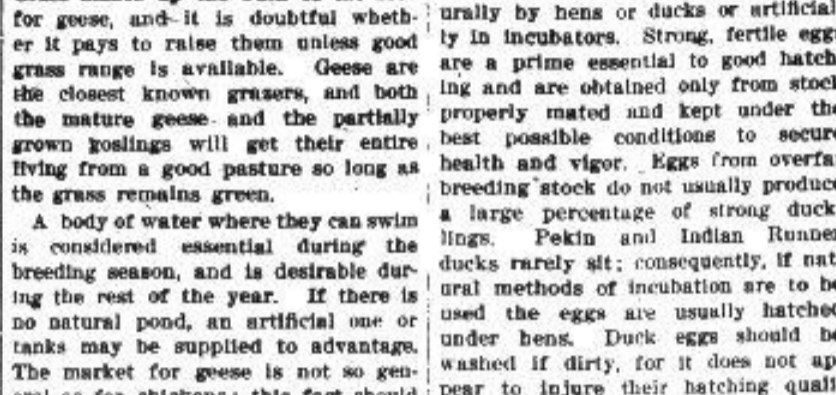 for geese, and it is doubtful wheth-
er it pays to raise them unless good
grass range is available. Geese are
the closest known grazers, and both
the mature geese and the partially
grown goslings will get their entire
living from a good pasture so long as
the grass remains green.
A body of water where they can swim
is considered essential during the
breeding season, and is desirable dur-
ing the rest of the year. If there is
no natural pond, an artificial one or
tanks may be supplied to advantage.
The market for geese is not so gen-
urally by hens or ducks or artificial
ly in incubators. Strong, fertile egg
are a prime essential to good hatch
ing and are obtained only from stoc
properly mated and kept under th
best possible conditions to secur
health and vigor. Eggs from overfa
breeding stock do not usually produc
a large percentage of strong duck
lings. Pekin and Indian Runner
ducks rarely sit; consequently, if nat
ural methods of incubation are to b
used the eggs are usually hatche
under hens. Duck eggs should b
washed if dirty, for it does not ap
pear to injure their hatching quali